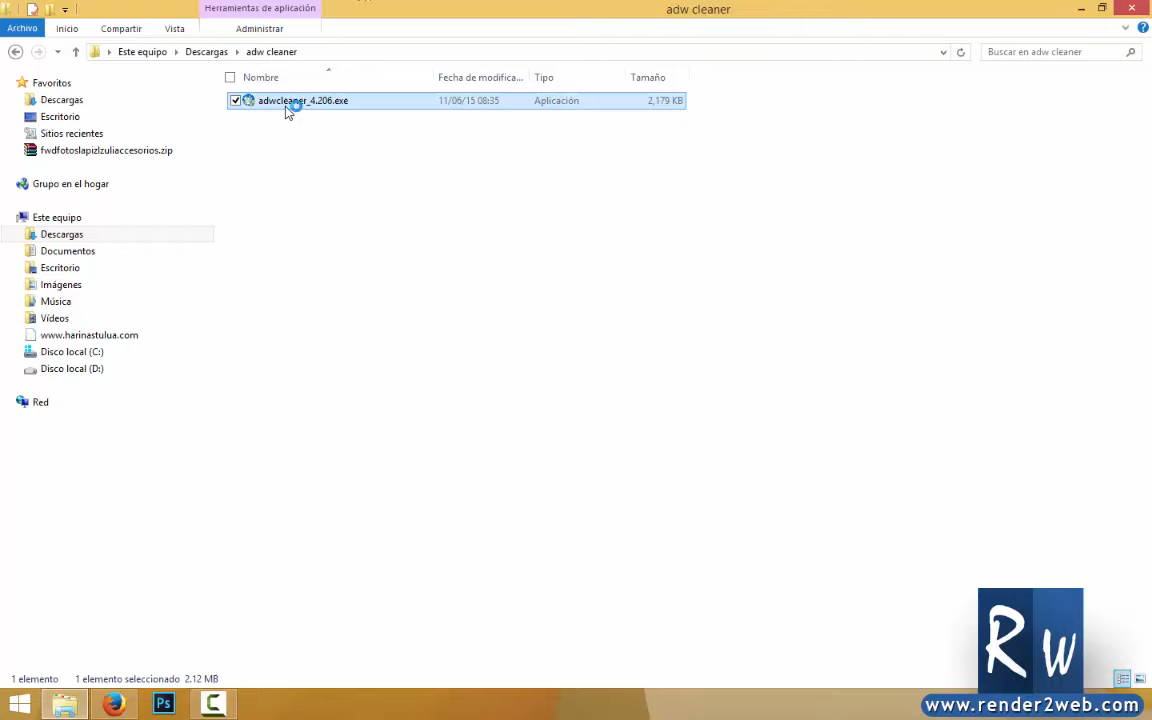 Herramientas de aplicación
adw cleaner
Archivo
Inicio
Compartir
Vista
Administrar
Este equipo
Descargas
adw cleaner
Buscar en adw cleaner
Nombre
Fecha de modifica...
Tipo
Tamaño
adwcleaner_4.206.exe
11/06/15 08:35
Aplicación
2,179 KB
Favoritos
Descargas
Escritorio
Sitios recientes
fwdfotoslapizlzuliaccesorios.zip
Grupo en el hogar
Este equipo
Descargas
Documentos
Escritorio
Imágenes
Música
Vídeos
www.harinastulua.com
Disco local (C:)
Disco local (D:)
Red
1 elemento
1 elemento seleccionado 2.12 MB
Ps
C
RW
www.render2web.com